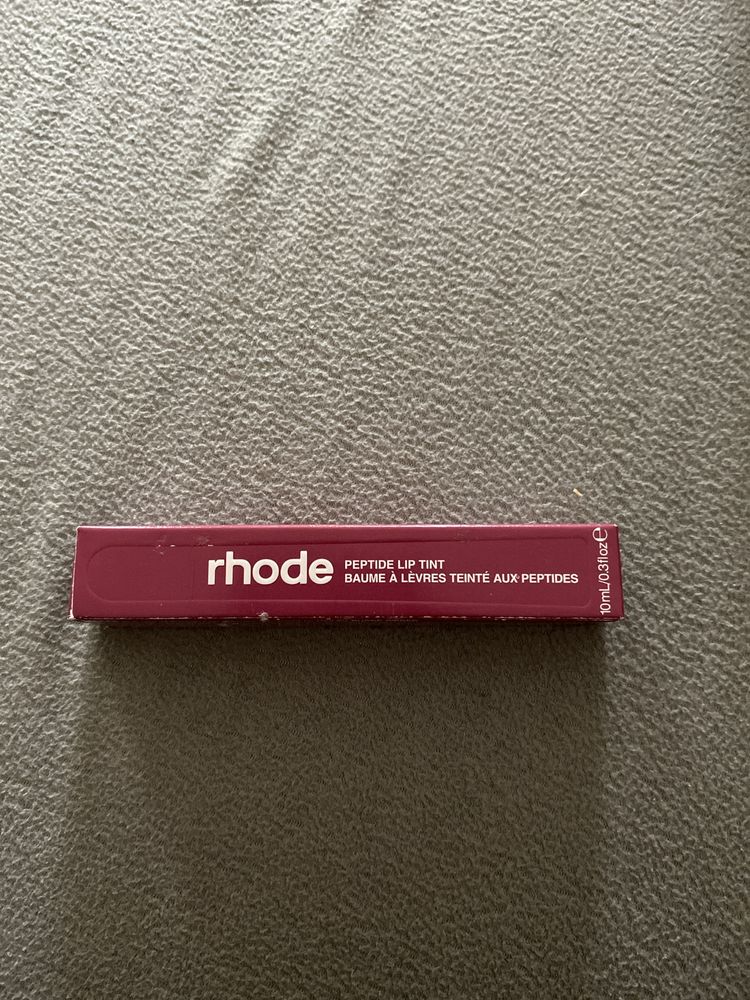 rhode
PEPTIDE LIP TINT
BAUME À LÈVRES TEINTÉ AUX PEPTIDES
10mL/0.3floz℮